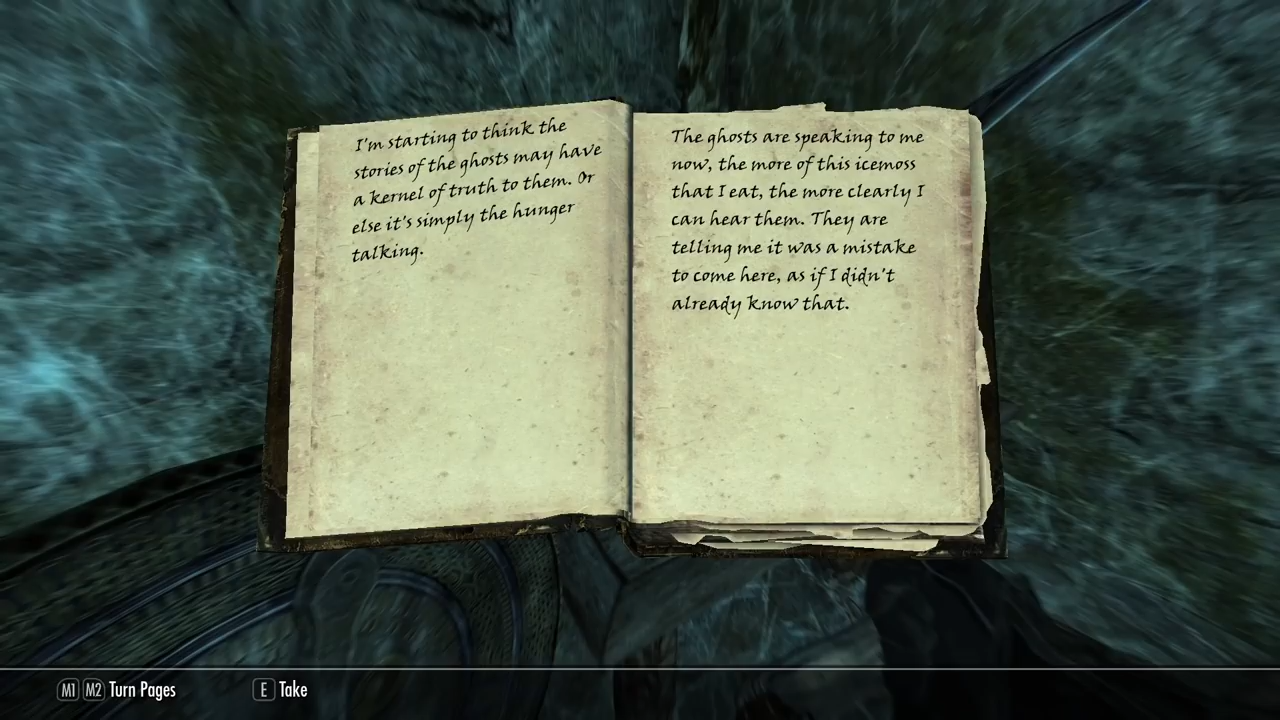 I'm starting to think the
stories of the ghosts may have
a kernel of truth to them. Or
else it's simply the hunger
talking.
The ghosts are speaking to me
now, the more of this icemoss
that I eat, the more clearly I
can hear them. They are
telling me it was a mistake
to come here, as if I didn't
already know that.
M1 M2 Turn Pages
E Take